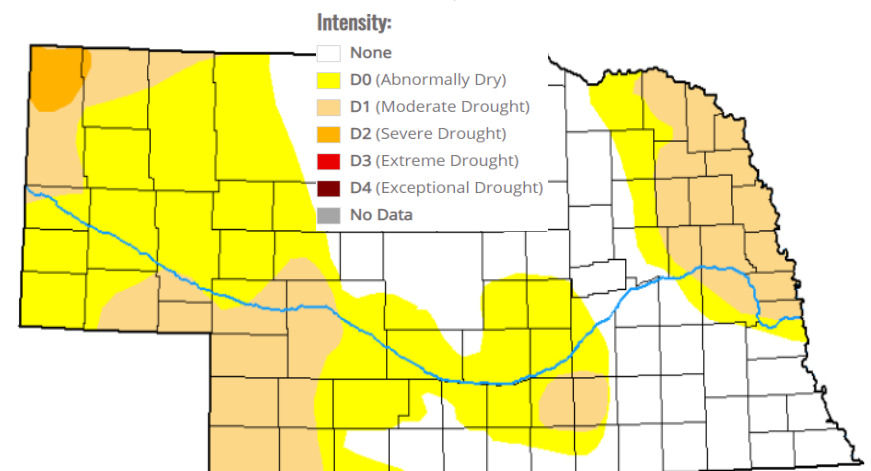 Intensity:
None
D0 (Abnormally Dry)
D1 (Moderate Drought)
D2 (Severe Drought)
D3 (Extreme Drought)
D4 (Exceptional Drought)
No Data